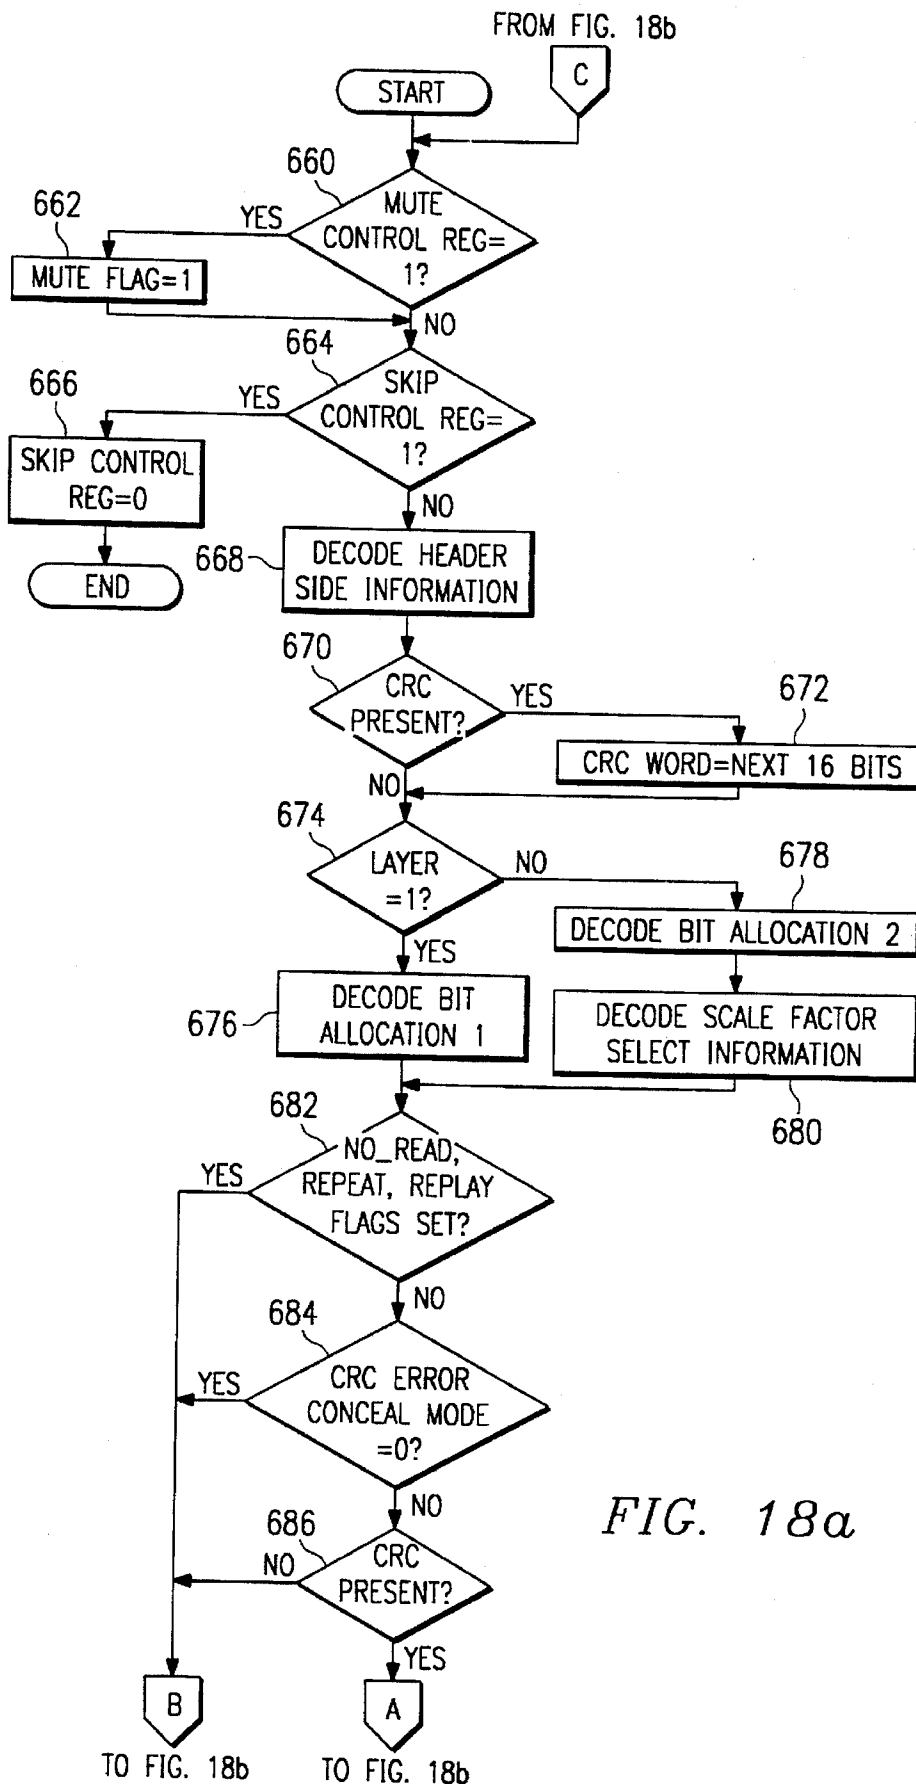 FROM FIG. 18b
C
START
660
MUTE
CONTROL REG=
1?
YES
662
MUTE FLAG=1
NO
664
SKIP
CONTROL REG=
1?
YES
666
SKIP CONTROL
REG=0
END
NO
668
DECODE HEADER
SIDE INFORMATION
670
CRC
PRESENT?
YES
672
CRC WORD=NEXT 16 BITS
NO
674
LAYER
=1?
NO
678
DECODE BIT ALLOCATION 2
YES
676
DECODE BIT
ALLOCATION 1
DECODE SCALE FACTOR
SELECT INFORMATION
680
682
NO_READ,
REPEAT, REPLAY
FLAGS SET?
YES
NO
684
CRC ERROR
CONCEAL MODE
=0?
YES
NO
686
CRC
PRESENT?
NO
YES
B
TO FIG. 18b
A
TO FIG. 18b
FIG. 18a